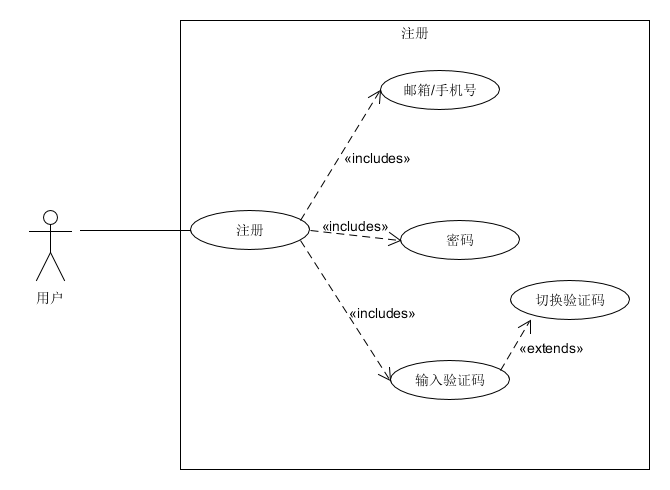 注册
邮箱/手机号
«includes»
注册
«includes»
密码
用户
切换验证码
«includes»
«extends»
输入验证码